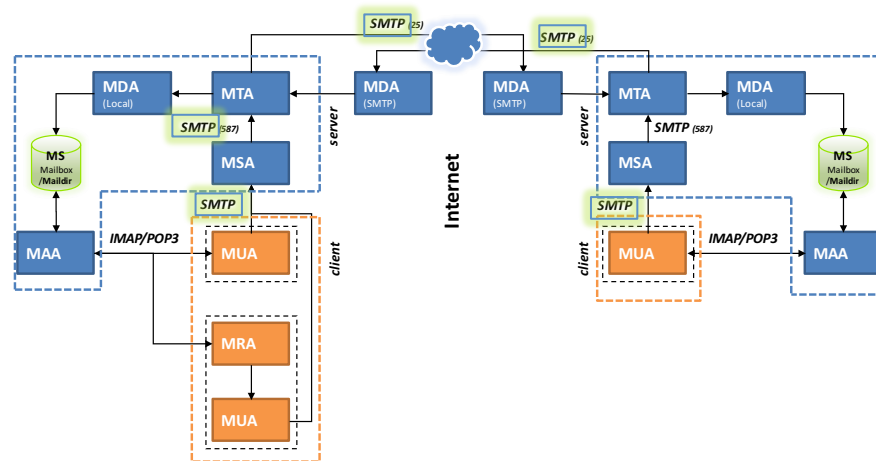 SMTP (25)
SMTP (25)
MDA
(Local)
MTA
MDA
(SMTP)
MDA
(SMTP)
MTA
MDA
(Local)
server
server
SMTP (587)
SMTP (587)
MS
Mailbox
/Maildir
MSA
MSA
MS
Mailbox
/Maildir
Internet
SMTP
SMTP
MAA
IMAP/POP3
MUA
client
client
MUA
IMAP/POP3
MAA
MRA
MUA